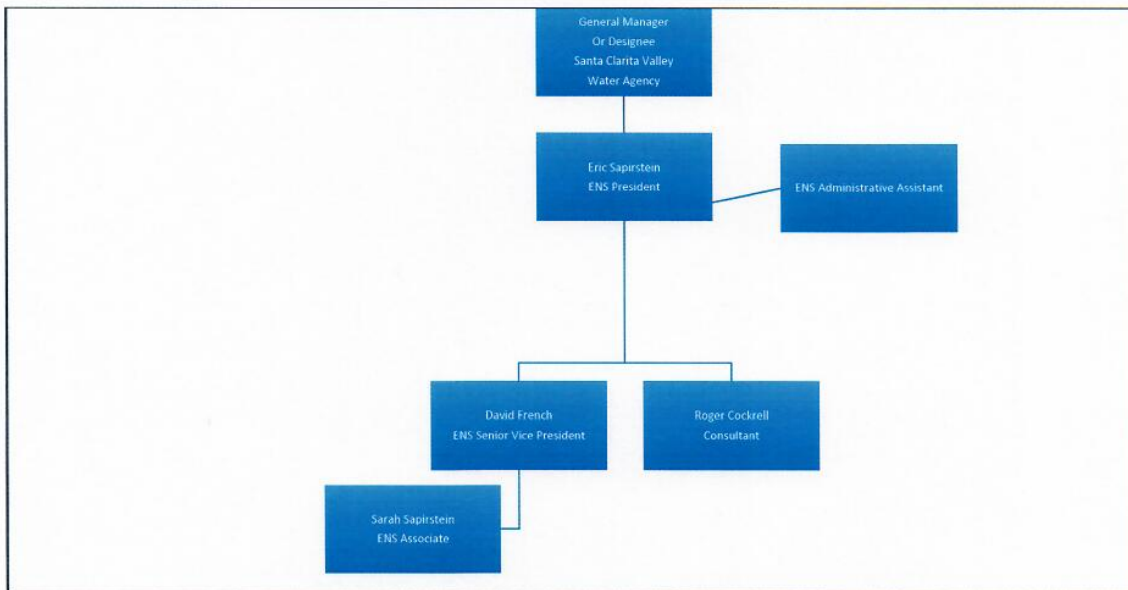 General Manager
Or Designee
Santa Clarita Valley
Water Agency
Eric Sapirstein
ENS President
ENS Administrative Assistant
David French
ENS Senior Vice President
Roger Cockrell
Consultant
Sarah Sapirstein
ENS Associate